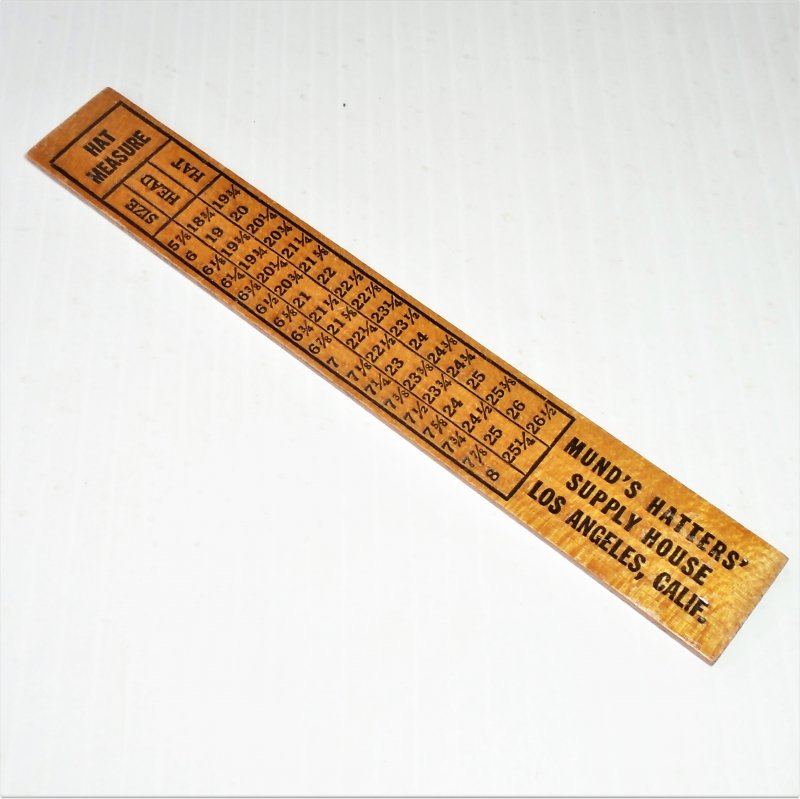 HAT
MEASURE
SIZE HEAD HAT
5⅞ 18¾ 19¾
6 19 20
6⅛ 19⅜ 20¼
6¼ 19¾ 20¾
6⅜ 20¼ 21¼
6½ 20¾ 21⅝
6⅝ 21 22
6¾ 21½ 22½
6⅞ 21⅝ 22⅞
7 22¼ 23¼
7⅛ 22½ 23½
7¼ 23 24
7⅜ 23⅜ 24⅜
7½ 23¾ 24¾
7⅝ 24 25
7¾ 24½ 25⅜
7⅞ 25 26
8 25¼ 26½
MUND'S HATTERS'
SUPPLY HOUSE
LOS ANGELES, CALIF.